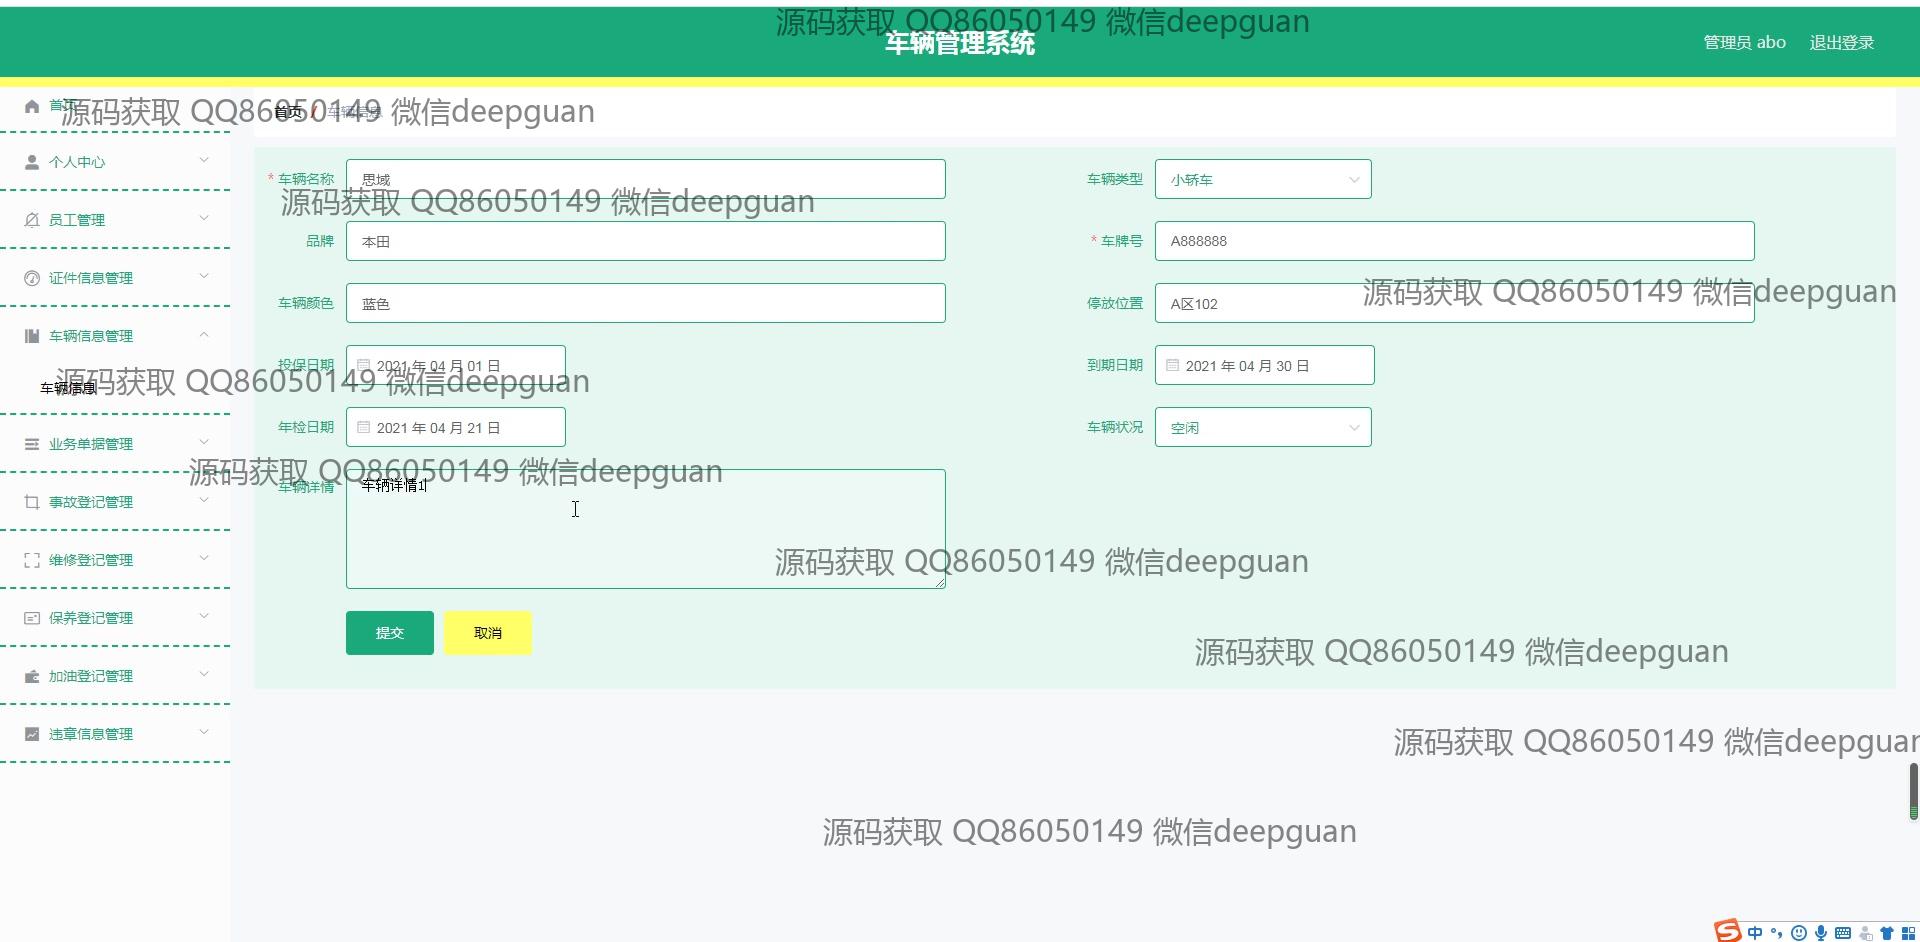 源码获取 QQ86050149 微信deepguan
车辆管理系统
管理员 abo 退出登录
首页
源码获取 QQ86050149 微信deepguan
首页 / 车辆信息
个人中心
* 车辆名称 思域
车辆类型 小轿车
源码获取 QQ86050149 微信deepguan
员工管理
品牌 本田
* 车牌号 A888888
证件信息管理
源码获取 QQ86050149 微信deepguan
车辆颜色 蓝色
停放位置 A区102
车辆信息管理
投保日期 2021 年 04 月 01 日
到期日期 2021 年 04 月 30 日
源码获取 QQ86050149 微信deepguan
车辆信息
年检日期 2021 年 04 月 21 日
车辆状况 空闲
业务单据管理
源码获取 QQ86050149 微信deepguan
车辆详情 车辆详情1
事故登记管理
维修登记管理
源码获取 QQ86050149 微信deepguan
保养登记管理
提交 取消
源码获取 QQ86050149 微信deepguan
加油登记管理
违章信息管理
源码获取 QQ86050149 微信deepguan
源码获取 QQ86050149 微信deepguan
中